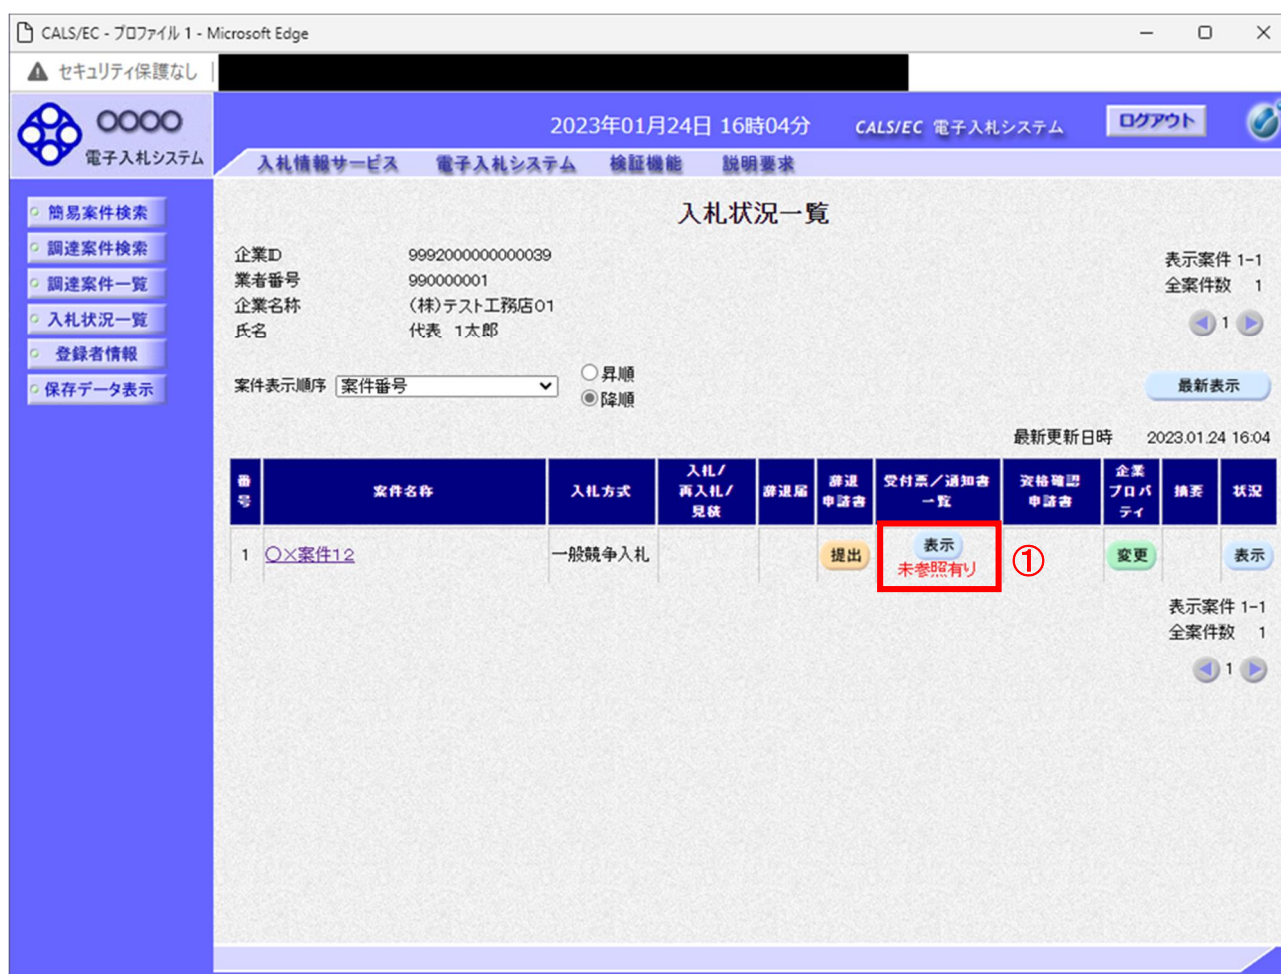 CALS/EC - プロファイル 1 - Microsoft Edge
セキュリティ保護なし
〇〇〇〇
電子入札システム
2023年01月24日 16時04分
CALS/EC 電子入札システム
ログアウト
入札情報サービス 電子入札システム 検証機能 説明要求
簡易案件検索
調達案件検索
調達案件一覧
入札状況一覧
登録者情報
保存データ表示
入札状況一覧
企業ID 9992000000000039
業者番号 990000001
企業名称 (株)テスト工務店01
氏名 代表 1太郎
表示案件 1-1
全案件数 1
1
案件表示順序 案件番号
昇順
降順
最新表示
最新更新日時 2023.01.24 16:04
番号 案件名称 入札方式 入札/再入札/見積 辞退届 辞退申請書 受付票/通知書一覧 資格確認申請書 企業プロパティ 摘要 状況
1 〇×案件12 一般競争入札 提出 表示 変更 表示
未参照有り
①
表示案件 1-1
全案件数 1
1